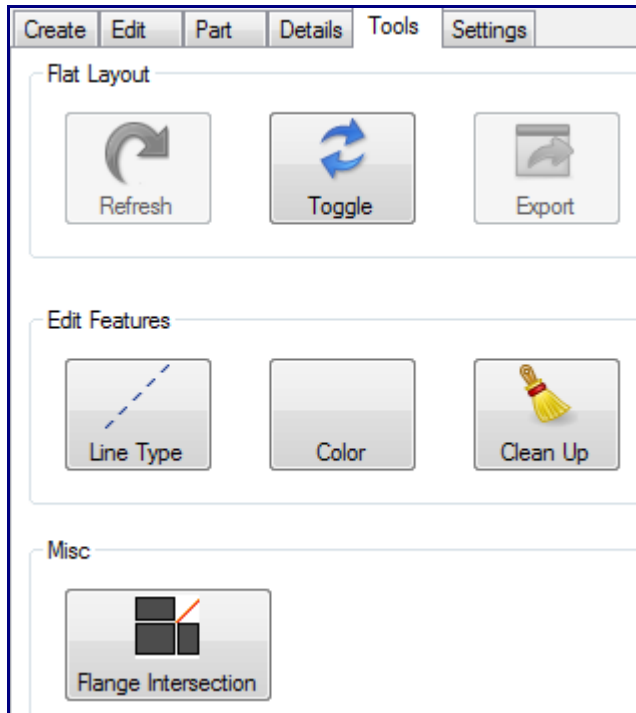 Create Edit Part Details Tools Settings
Flat Layout
Refresh Toggle Export
Edit Features
Line Type Color Clean Up
Misc
Flange Intersection